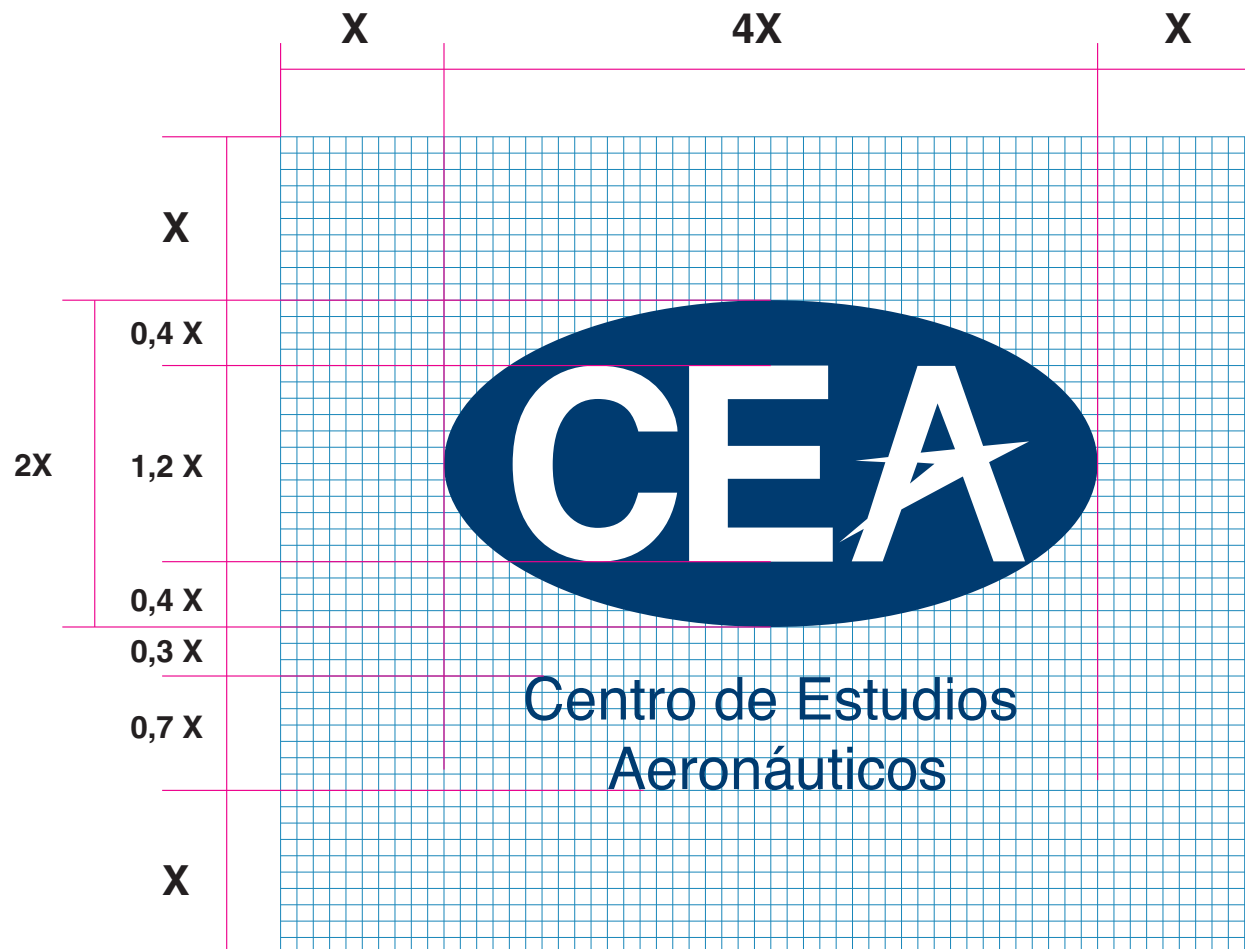 X 4X X
X
0,4 X
2X 1,2 X
CEA
0,4 X
0,3 X
0,7 X
Centro de Estudios
Aeronáuticos
X